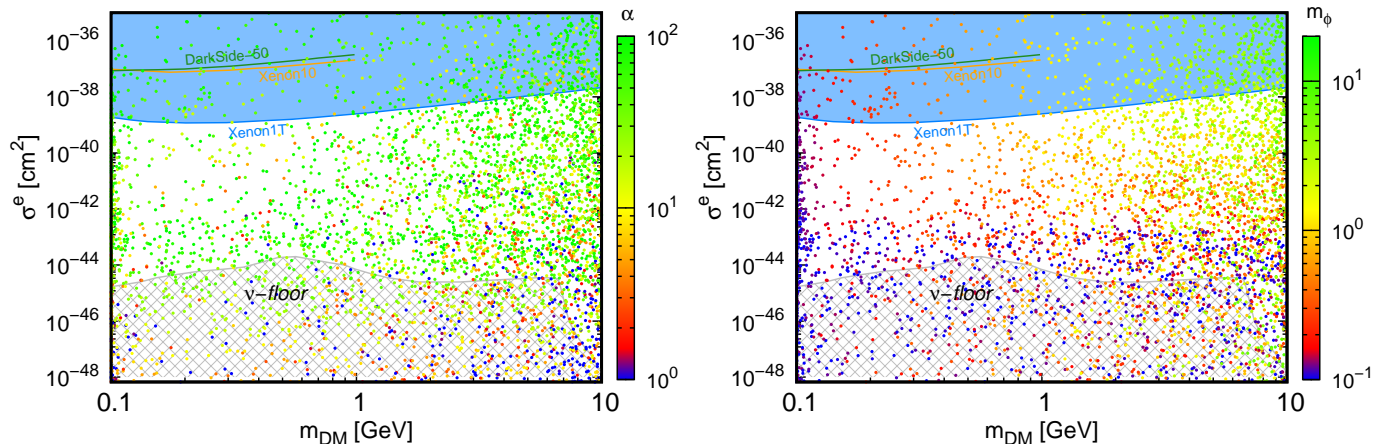 α
10^2
10^1
10^0
10^-36
10^-38
10^-40
10^-42
10^-44
10^-46
10^-48
σ^e [cm^2]
DarkSide-50
Xenon10
Xenon1T
ν-floor
0.1
1
10
m_DM [GeV]
m_ϕ
10^1
10^0
10^-1
10^-36
10^-38
10^-40
10^-42
10^-44
10^-46
10^-48
σ^e [cm^2]
DarkSide-50
Xenon10
Xenon1T
ν-floor
0.1
1
10
m_DM [GeV]